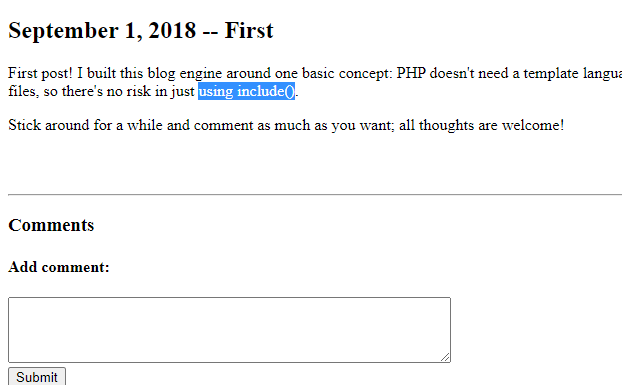 September 1, 2018 -- First
First post! I built this blog engine around one basic concept: PHP doesn't need a template
files, so there's no risk in just using include().
Stick around for a while and comment as much as you want; all thoughts are welcome!
Comments
Add comment:
Submit